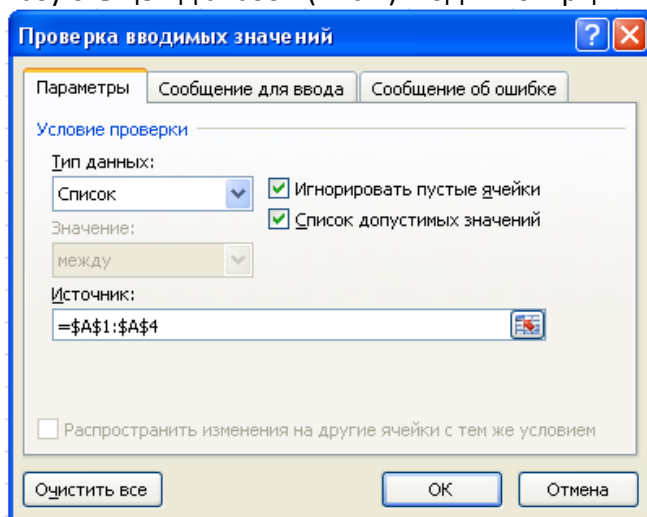 Проверка вводимых значений
Параметры Сообщение для ввода Сообщение об ошибке
Условие проверки
Тип данных:
Список
Игнорировать пустые ячейки
Список допустимых значений
Значение:
между
Источник:
=$A$1:$A$4
Распространить изменения на другие ячейки с тем же условием
Очистить все ОК Отмена